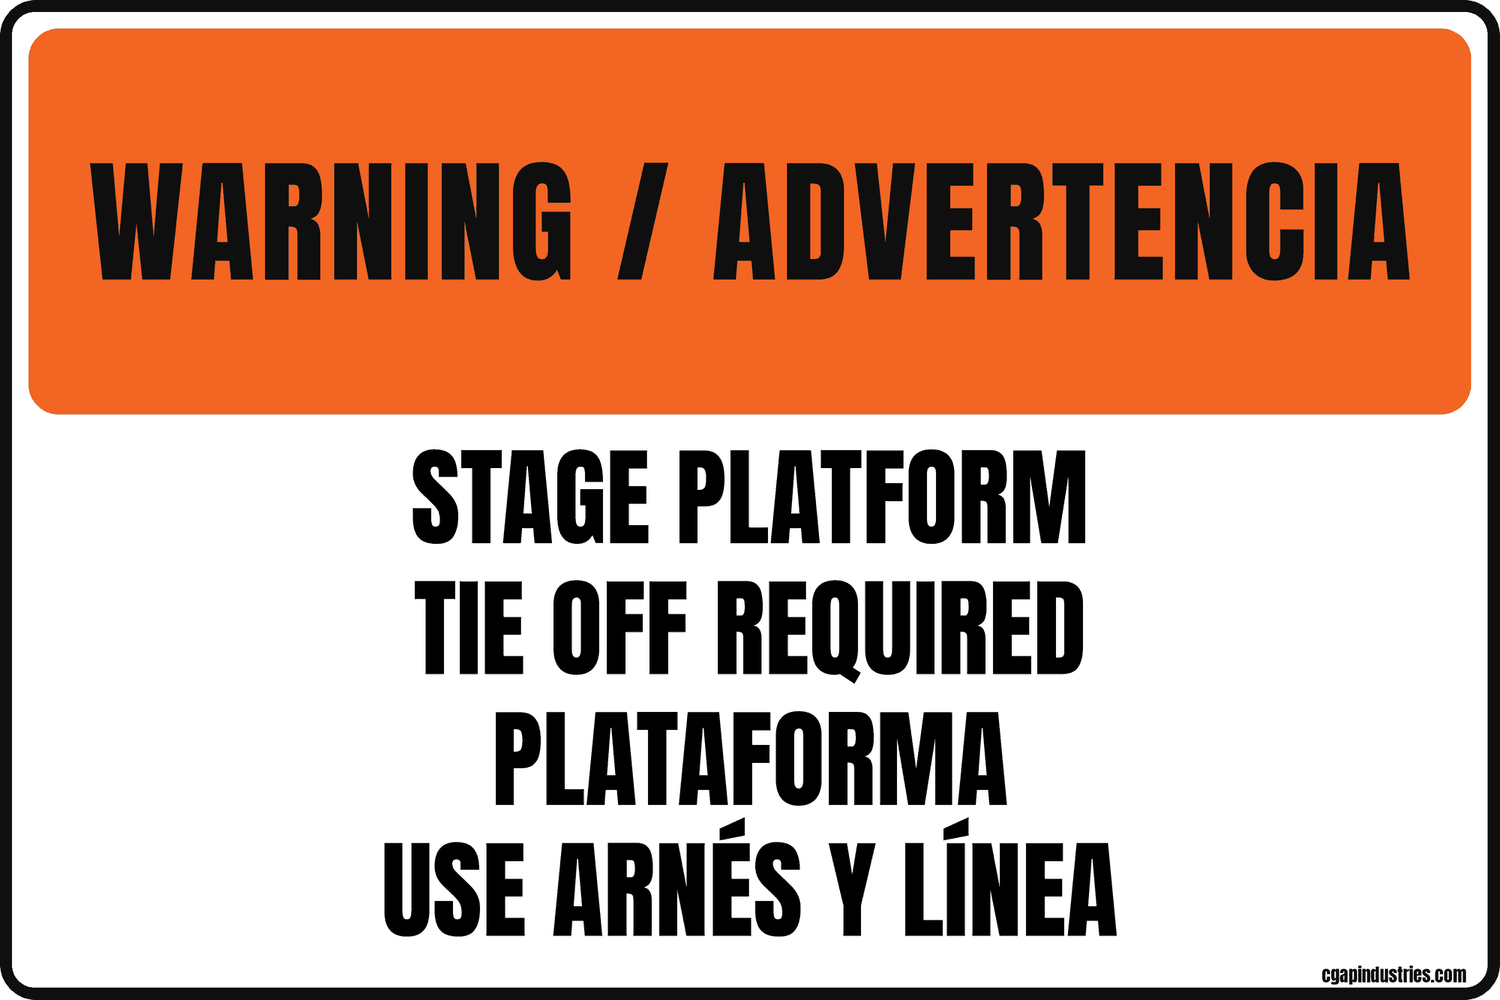 WARNING / ADVERTENCIA
STAGE PLATFORM
TIE OFF REQUIRED
PLATAFORMA
USE ARNÉS Y LÍNEA
cgapindustries.com